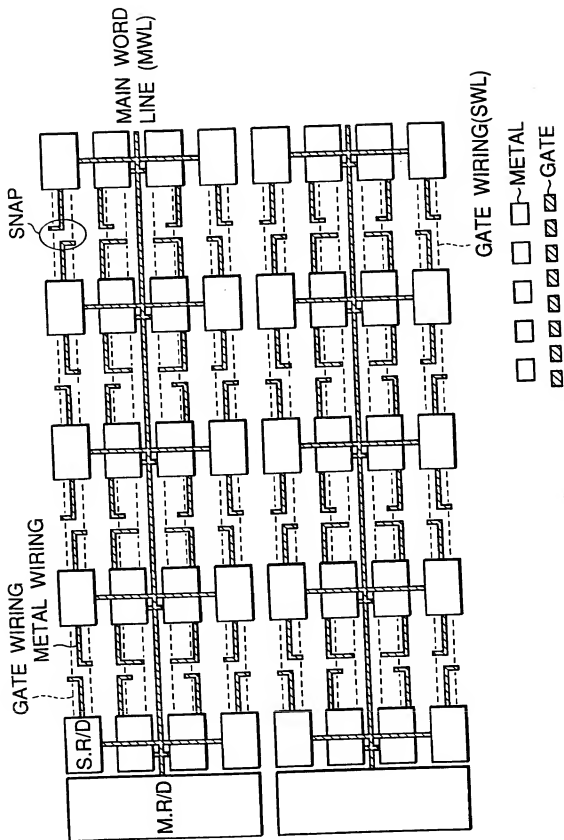 SNAP
MAIN WORD
LINE (MWL)
GATE WIRING
METAL WIRING
S.R/D
M.R/D
GATE WIRING(SWL)
METAL
GATE